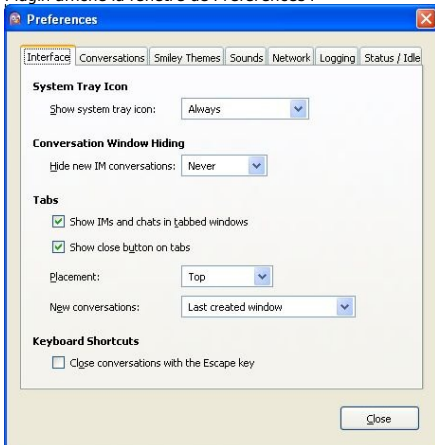 Preferences
Interface Conversations Smiley Themes Sounds Network Logging Status / Idle
System Tray Icon
Show system tray icon: Always
Conversation Window Hiding
Hide new IM conversations: Never
Tabs
Show IMs and chats in tabbed windows
Show close button on tabs
Placement: Top
New conversations: Last created window
Keyboard Shortcuts
Close conversations with the Escape key
Close